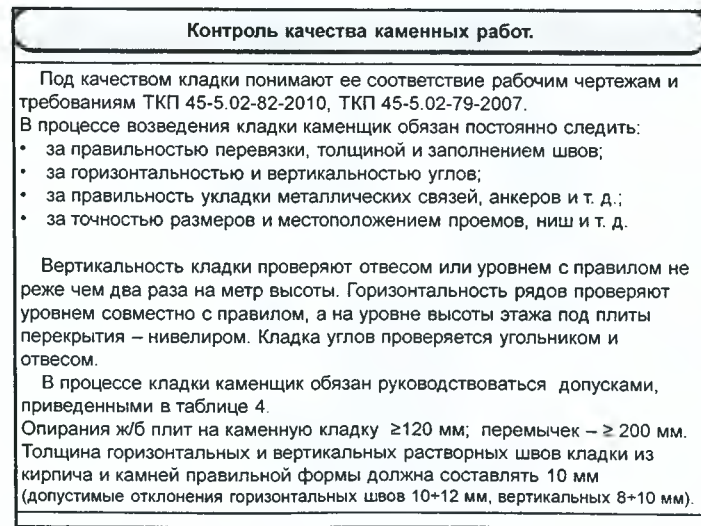 Контроль качества каменных работ.
Под качеством кладки понимают ее соответствие рабочим чертежам и
требованиям ТКП 45-5.02-82-2010, ТКП 45-5.02-79-2007.
В процессе возведения кладки каменщик обязан постоянно следить:
• за правильностью перевязки, толщиной и заполнением швов;
• за горизонтальностью и вертикальностью углов;
• за правильность укладки металлических связей, анкеров и т. д.;
• за точностью размеров и местоположением проемов, ниш и т. д.
Вертикальность кладки проверяют отвесом или уровнем с правилом не
реже чем два раза на метр высоты. Горизонтальность рядов проверяют
уровнем совместно с правилом, а на уровне высоты этажа под плиты
перекрытия – нивелиром. Кладка углов проверяется угольником и
отвесом.
В процессе кладки каменщик обязан руководствоваться допусками,
приведенными в таблице 4.
Опирания ж/б плит на каменную кладку ≥120 мм; перемычек – ≥ 200 мм.
Толщина горизонтальных и вертикальных растворных швов кладки из
кирпича и камней правильной формы должна составлять 10 мм
(допустимые отклонения горизонтальных швов 10÷12 мм, вертикальных 8÷10 мм).